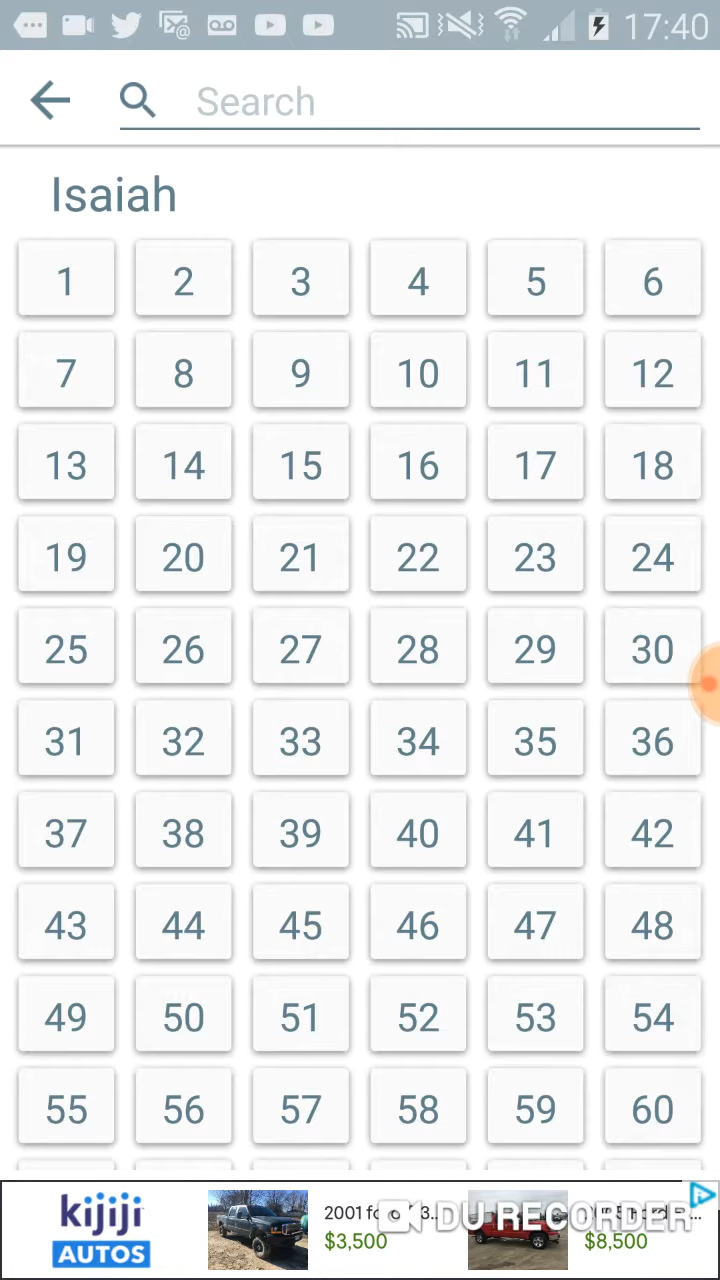 17:40
Search
Isaiah
1 2 3 4 5 6
7 8 9 10 11 12
13 14 15 16 17 18
19 20 21 22 23 24
25 26 27 28 29 30
31 32 33 34 35 36
37 38 39 40 41 42
43 44 45 46 47 48
49 50 51 52 53 54
55 56 57 58 59 60
kijiji
AUTOS
2001
$3,500
DU RECORDER
$8,500